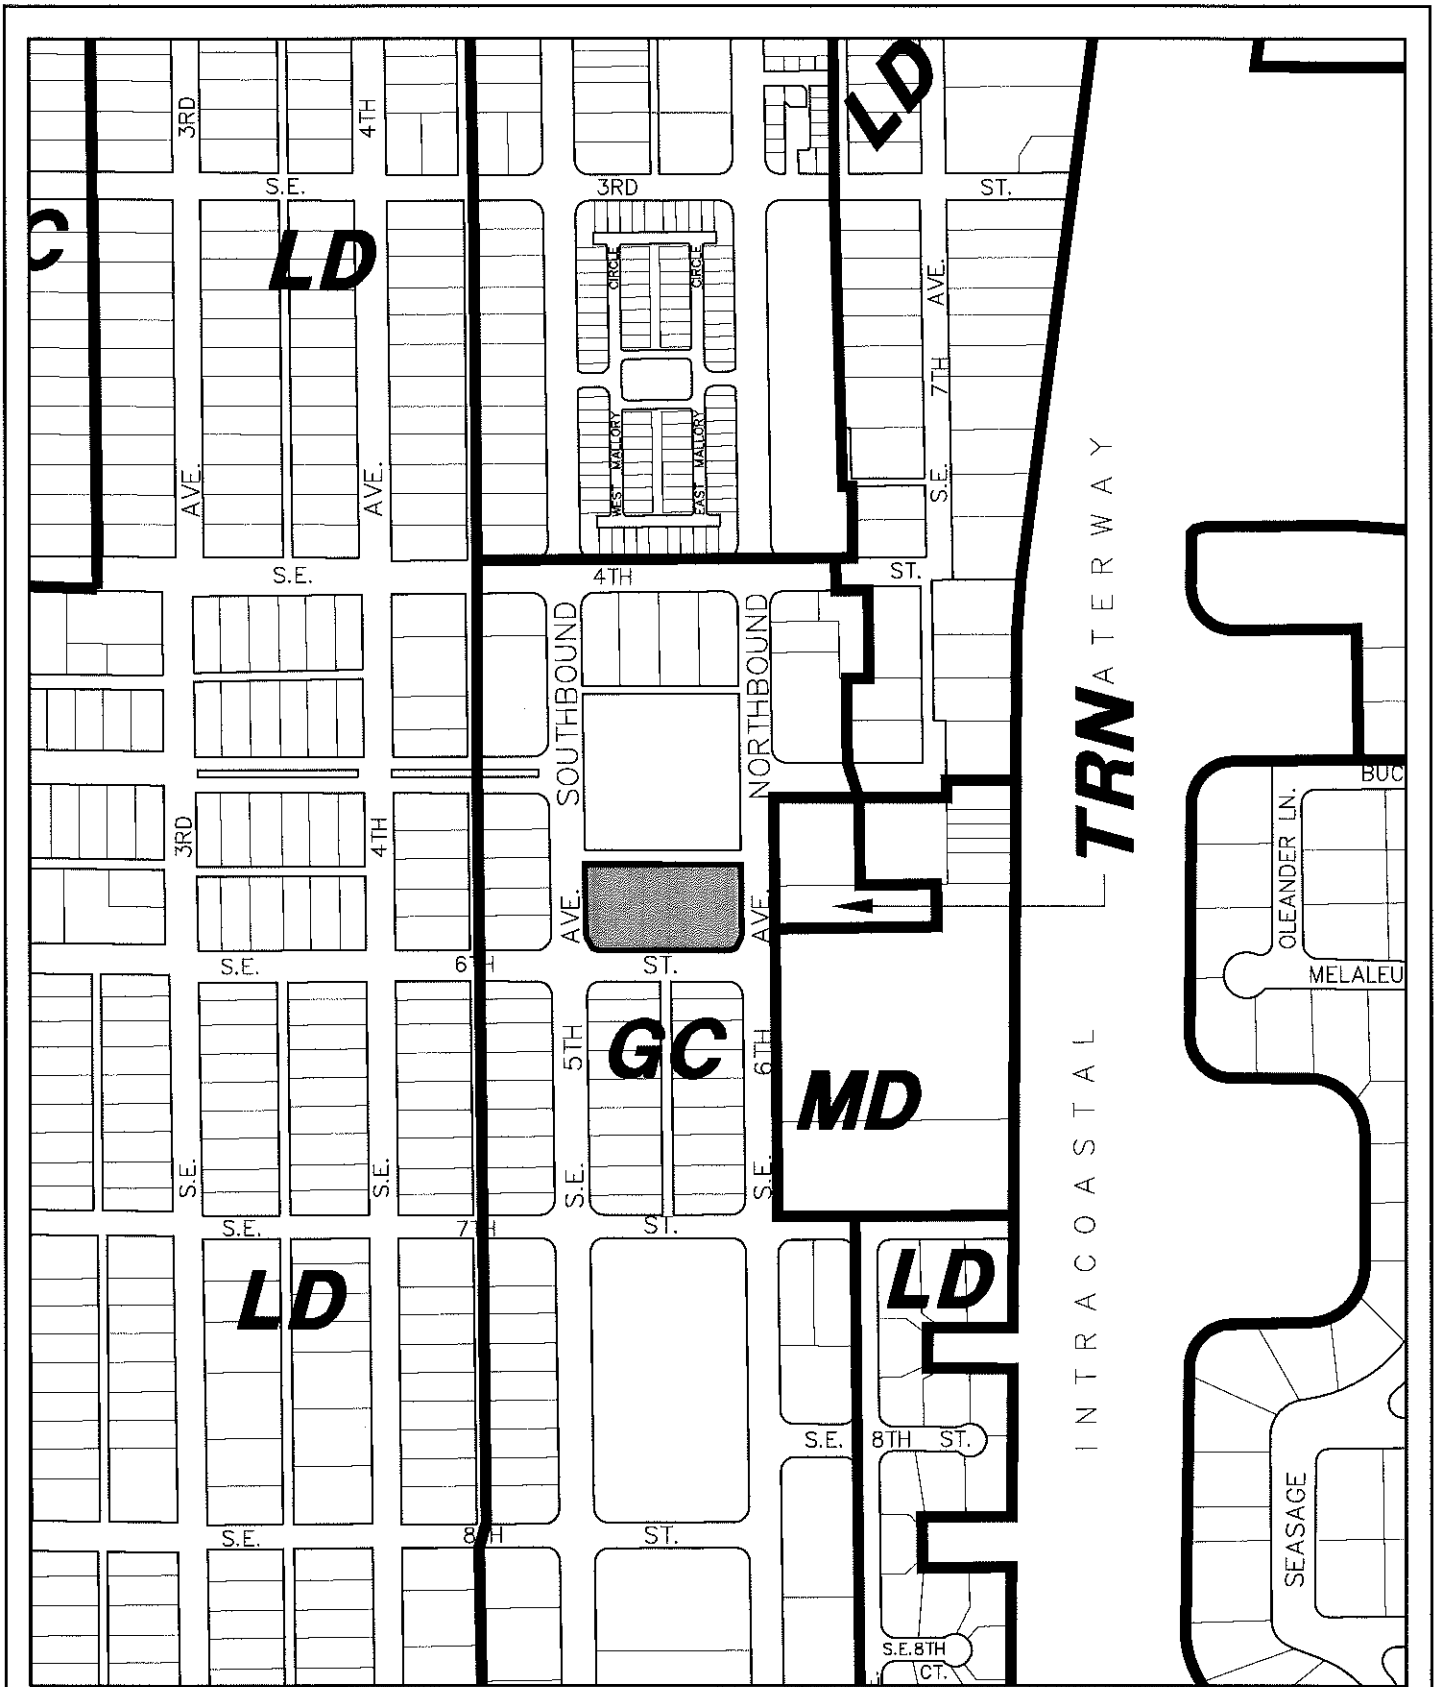 LD
3RD
4TH
S.E.
3RD
ST.
C
LD
CIRCLE
CIRCLE
AVE.
7TH
S.E.
AVE.
AVE.
WEST MALLORY
EAST MALLORY
S.E.
4TH
ST.
SOUTHBOUND
NORTHBOUND
INTRACOASTAL
ATERWAY
TRN
BUC
OLEANDER LN.
3RD
4TH
AVE.
AVE.
S.E.
6TH
ST.
MELALEU
5TH
GC
6TH
MD
S.E.
S.E.
S.E.
S.E.
S.E.
7TH
ST.
LD
LD
S.E.
8TH
ST.
SEASAGE
S.E.
8TH
ST.
S.E.8TH
CT.